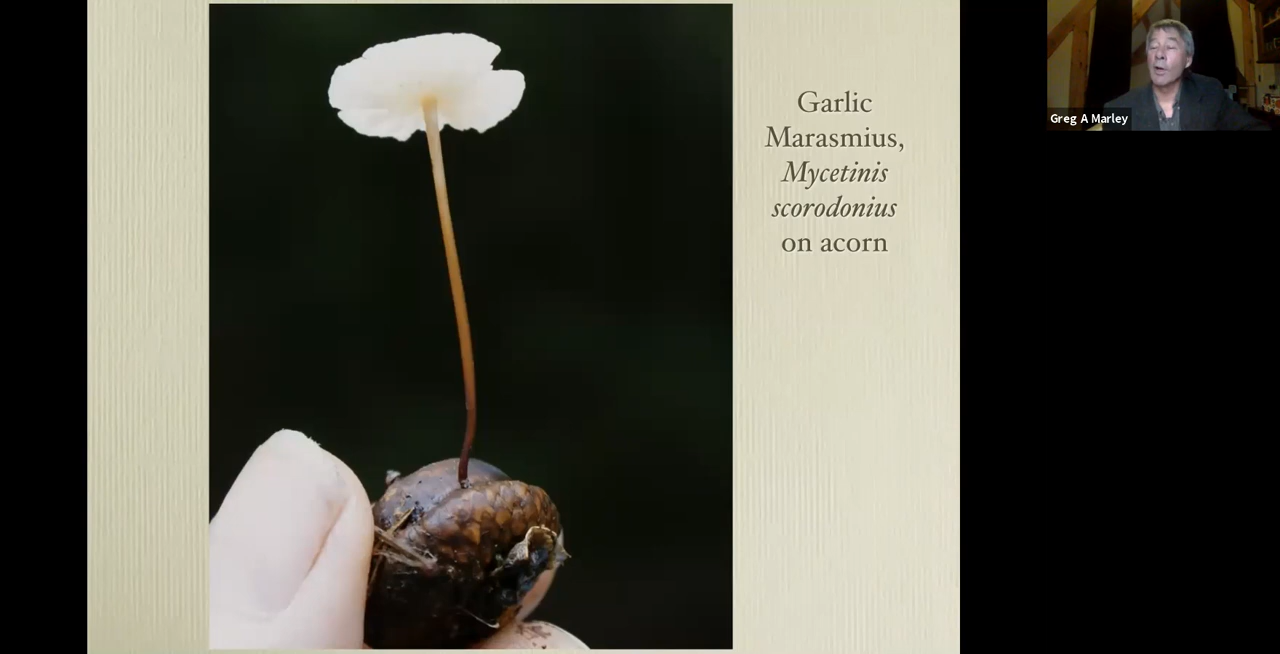 Garlic
Marasmius,
Mycetinis
scorodonius
on acorn
Greg A Marley